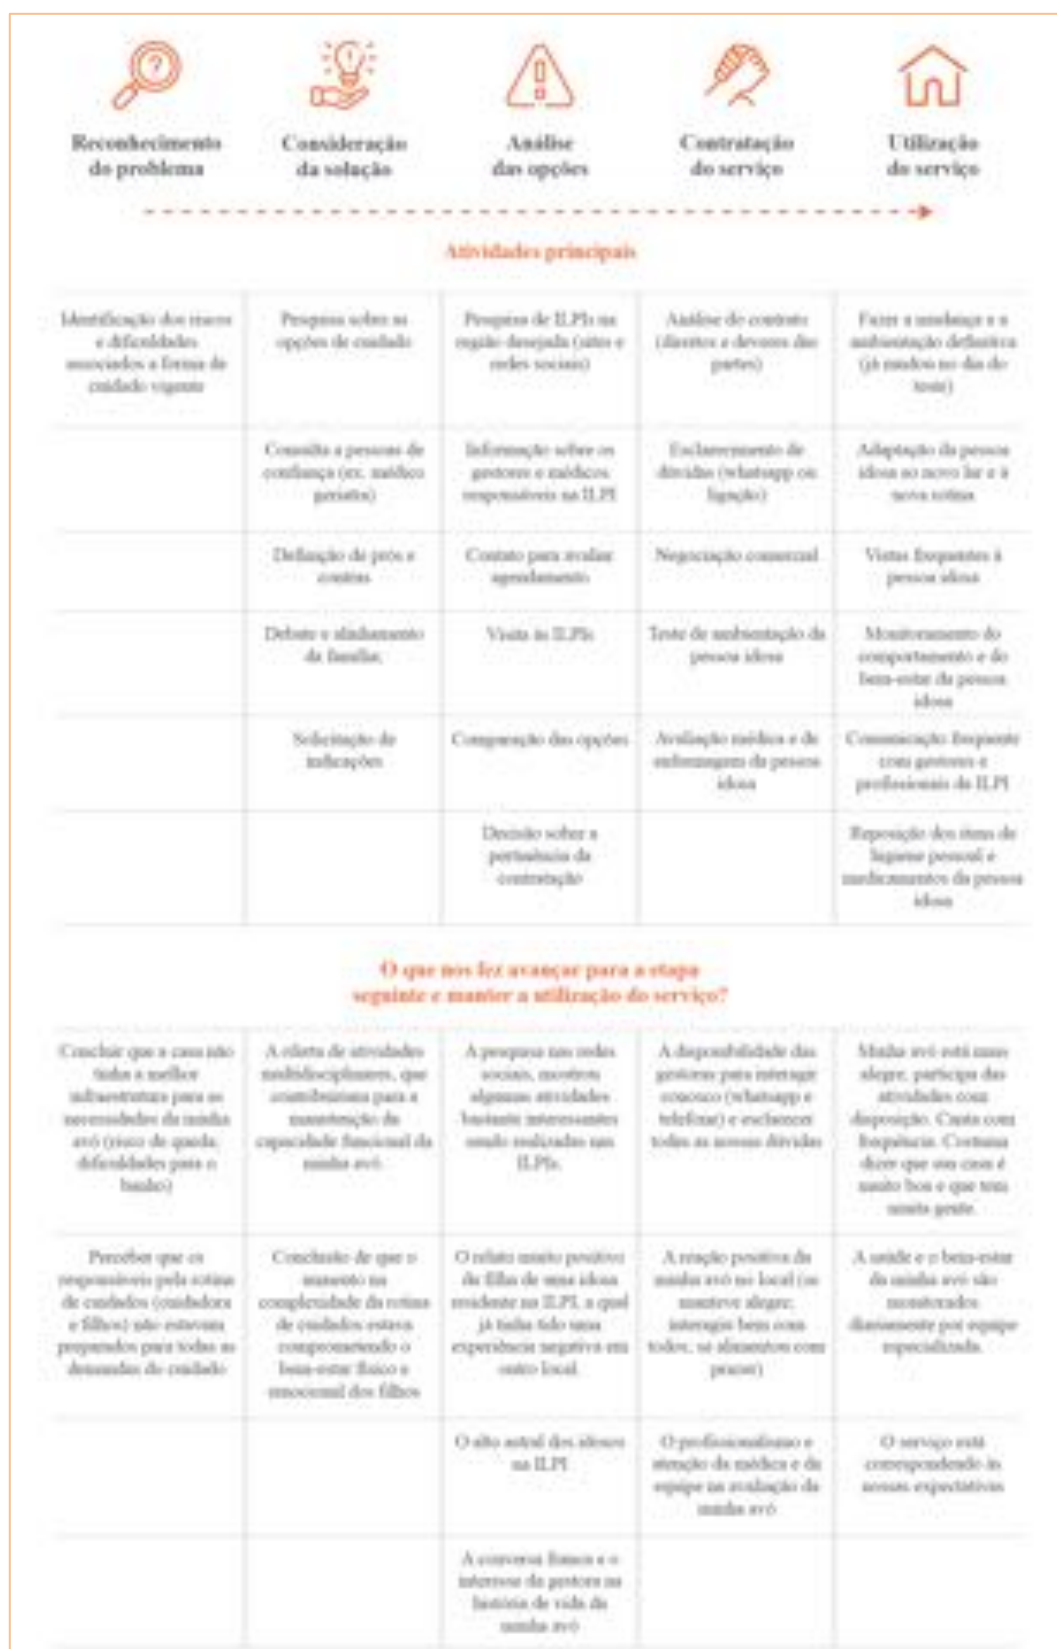 Reconhecimento
do problema
Consideração
da solução
Análise
das opções
Contratação
do serviço
Utilização
do serviço
Atividades principais
Identificação dos riscos
e dificuldades
associados a forma de
cuidado vigente
Pesquisa sobre as
opções de cuidado
Pesquisa de ILPIs na
região desejada (sites e
redes sociais)
Análise do contrato
(direitos e deveres das
partes)
Fazer a mudança e a
ambientação definitiva
(já mudou no dia do
teste)
Consulta a pessoas de
confiança (ex. médico
geriatra)
Informação sobre os
gestores e médicos
responsáveis na ILPI
Esclarecimento de
dúvidas (whatsapp ou
ligação)
Adaptação da pessoa
idosa ao novo lar e à
nova rotina
Definição de prós e
contras
Contato para avaliar
agendamento
Negociação comercial
Visitas frequentes à
pessoa idosa
Debate e alinhamento
da família;
Visita às ILPIs
Teste de ambientação da
pessoa idosa
Monitoramento do
comportamento e do
bem-estar da pessoa
idosa
Solicitação de
indicações
Comparação das opções
Avaliação médica e de
enfermagem da pessoa
idosa
Comunicação frequente
com gestores e
profissionais da ILPI
Decisão sobre a
pertinência da
contratação
Reposição dos itens de
higiene pessoal e
medicamentos da pessoa
idosa
O que nos fez avançar para a etapa
seguinte e manter a utilização do serviço?
Concluir que a casa não
tinha a melhor
infraestrutura para as
necessidades da minha
avó (risco de queda,
dificuldades para o
banho)
A oferta de atividades
multidisciplinares, que
contribuiriam para a
manutenção da
capacidade funcional da
minha avó.
A pesquisa nas redes
sociais, mostrou
algumas atividades
bastante interessantes
sendo realizadas nas
ILPIs.
A disponibilidade das
gestoras para interagir
conosco (whatsapp e
telefone) e esclarecer
todas as nossas dúvidas
Minha avó está mais
alegre, participa das
atividades com
disposição. Canta com
frequência. Costuma
dizer que sua casa é
muito boa e que tem
muita gente.
Perceber que os
responsáveis pela rotina
de cuidados (cuidadora
e filhos) não estavam
preparados para todas as
demandas do cuidado
Conclusão de que o
aumento na
complexidade da rotina
de cuidados estava
comprometendo o
bem-estar físico e
emocional dos filhos
O relato muito positivo
da filha de uma idosa
residente na ILPI, a qual
já tinha tido uma
experiência negativa em
outro local.
A reação positiva da
minha avó no local (se
manteve alegre,
interagiu bem com
todos, se alimentou com
prazer)
A saúde e o bem-estar
da minha avó são
monitorados
diariamente por equipe
especializada.
O alto astral dos idosos
na ILPI
O profissionalismo e
atenção da médica e da
equipe na avaliação da
minha avó
O serviço está
correspondendo às
nossas expectativas
A conversa franca e o
interesse da gestora na
história de vida da
minha avó